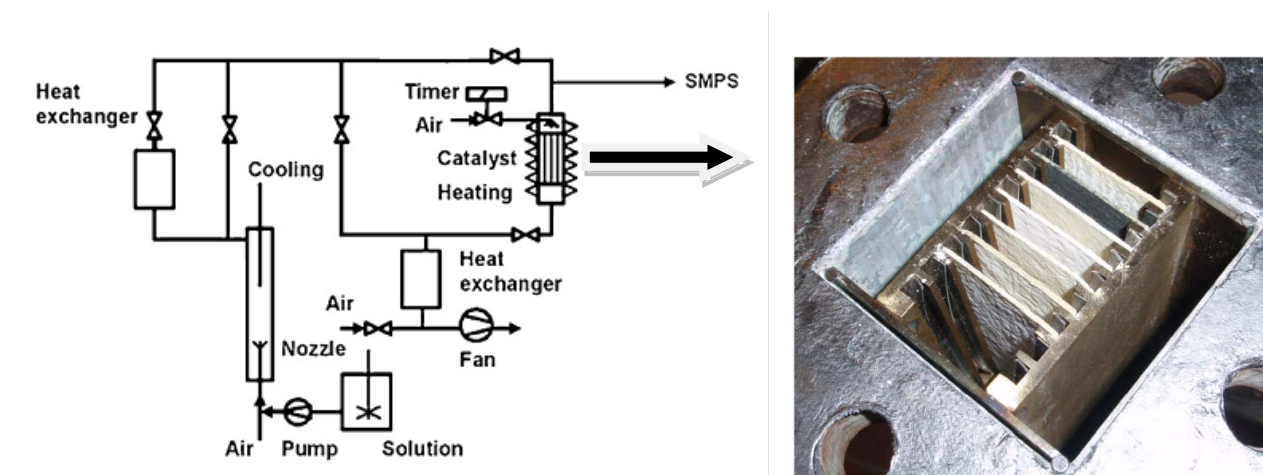 Heat
exchanger
Timer
SMPS
Air
Catalyst
Heating
Cooling
Heat
exchanger
Air
Nozzle
Fan
Air
Pump
Solution